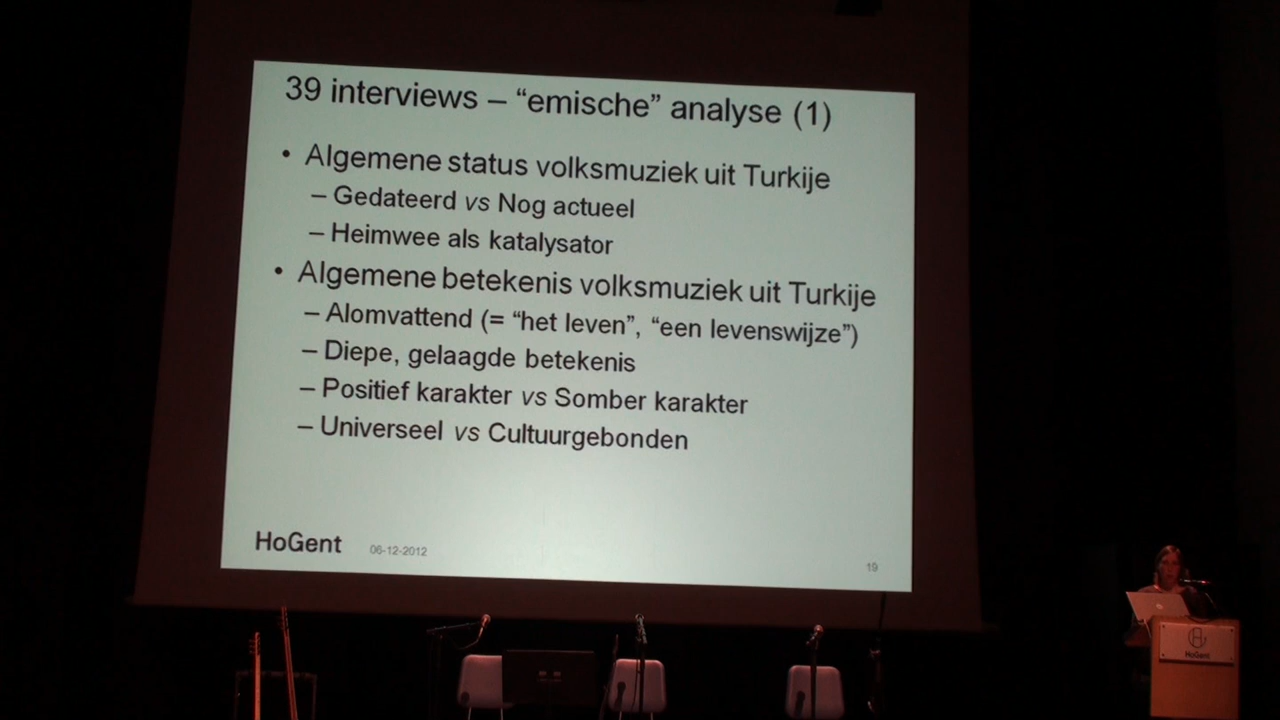 39 interviews – “emische” analyse (1)
• Algemene status volksmuziek uit Turkije
– Gedateerd vs Nog actueel
– Heimwee als katalysator
• Algemene betekenis volksmuziek uit Turkije
– Alomvattend (= “het leven”, “een levenswijze”)
– Diepe, gelaagde betekenis
– Positief karakter vs Somber karakter
– Universeel vs Cultuurgebonden
HoGent 06-12-2012 19
HoGent